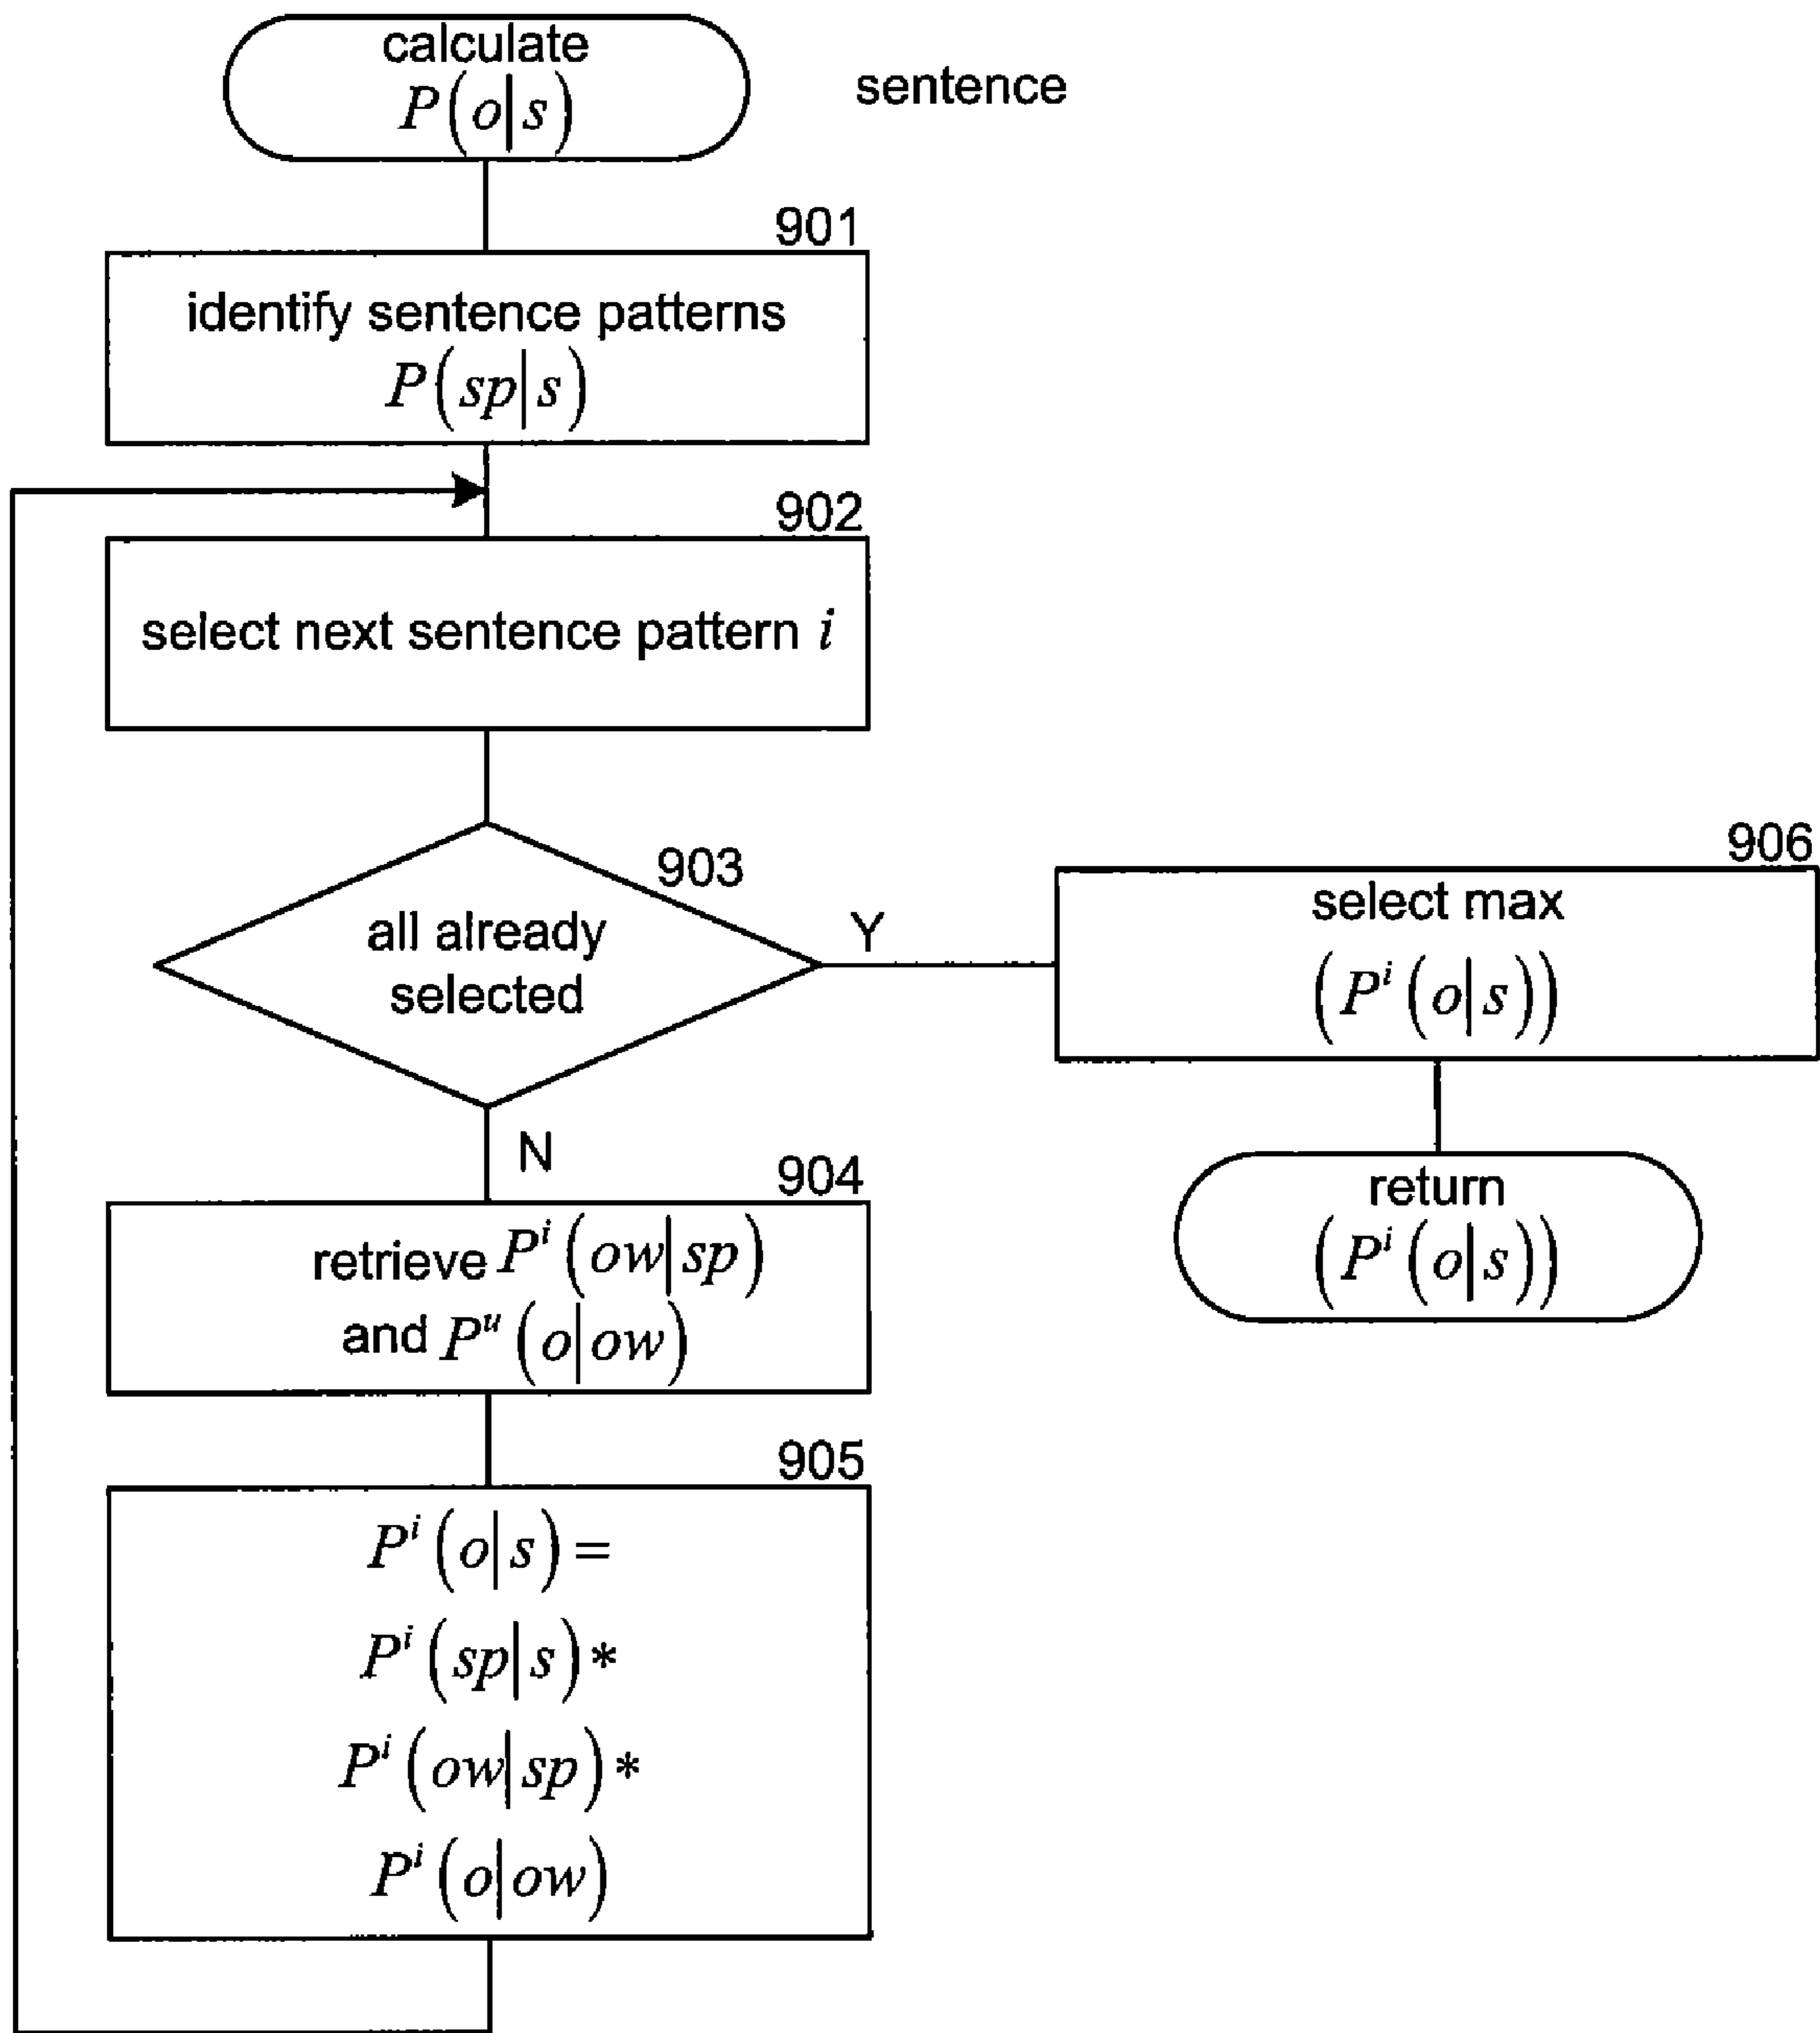 calculate
P(o|s)
sentence
901
identify sentence patterns
P(sp|s)
902
select next sentence pattern i
903
all already
selected
Y
906
select max
(P^i(o|s))
return
(P^i(o|s))
N
904
retrieve P^i(ow|sp)
and P^u(o|ow)
905
P^i(o|s)=
P^i(sp|s)*
P^i(ow|sp)*
P^i(o|ow)